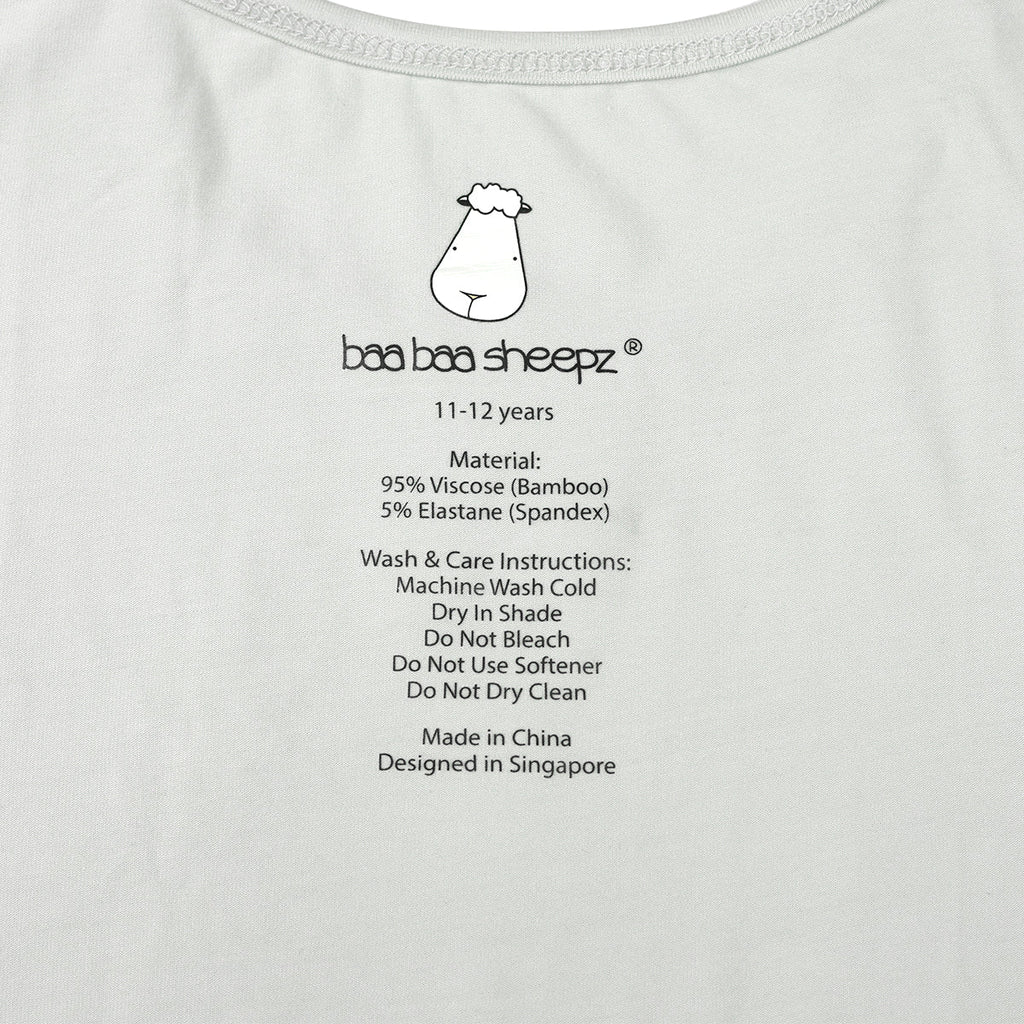 baa baa sheepz ®
11-12 years
Material:
95% Viscose (Bamboo)
5% Elastane (Spandex)
Wash & Care Instructions:
Machine Wash Cold
Dry In Shade
Do Not Bleach
Do Not Use Softener
Do Not Dry Clean
Made in China
Designed in Singapore